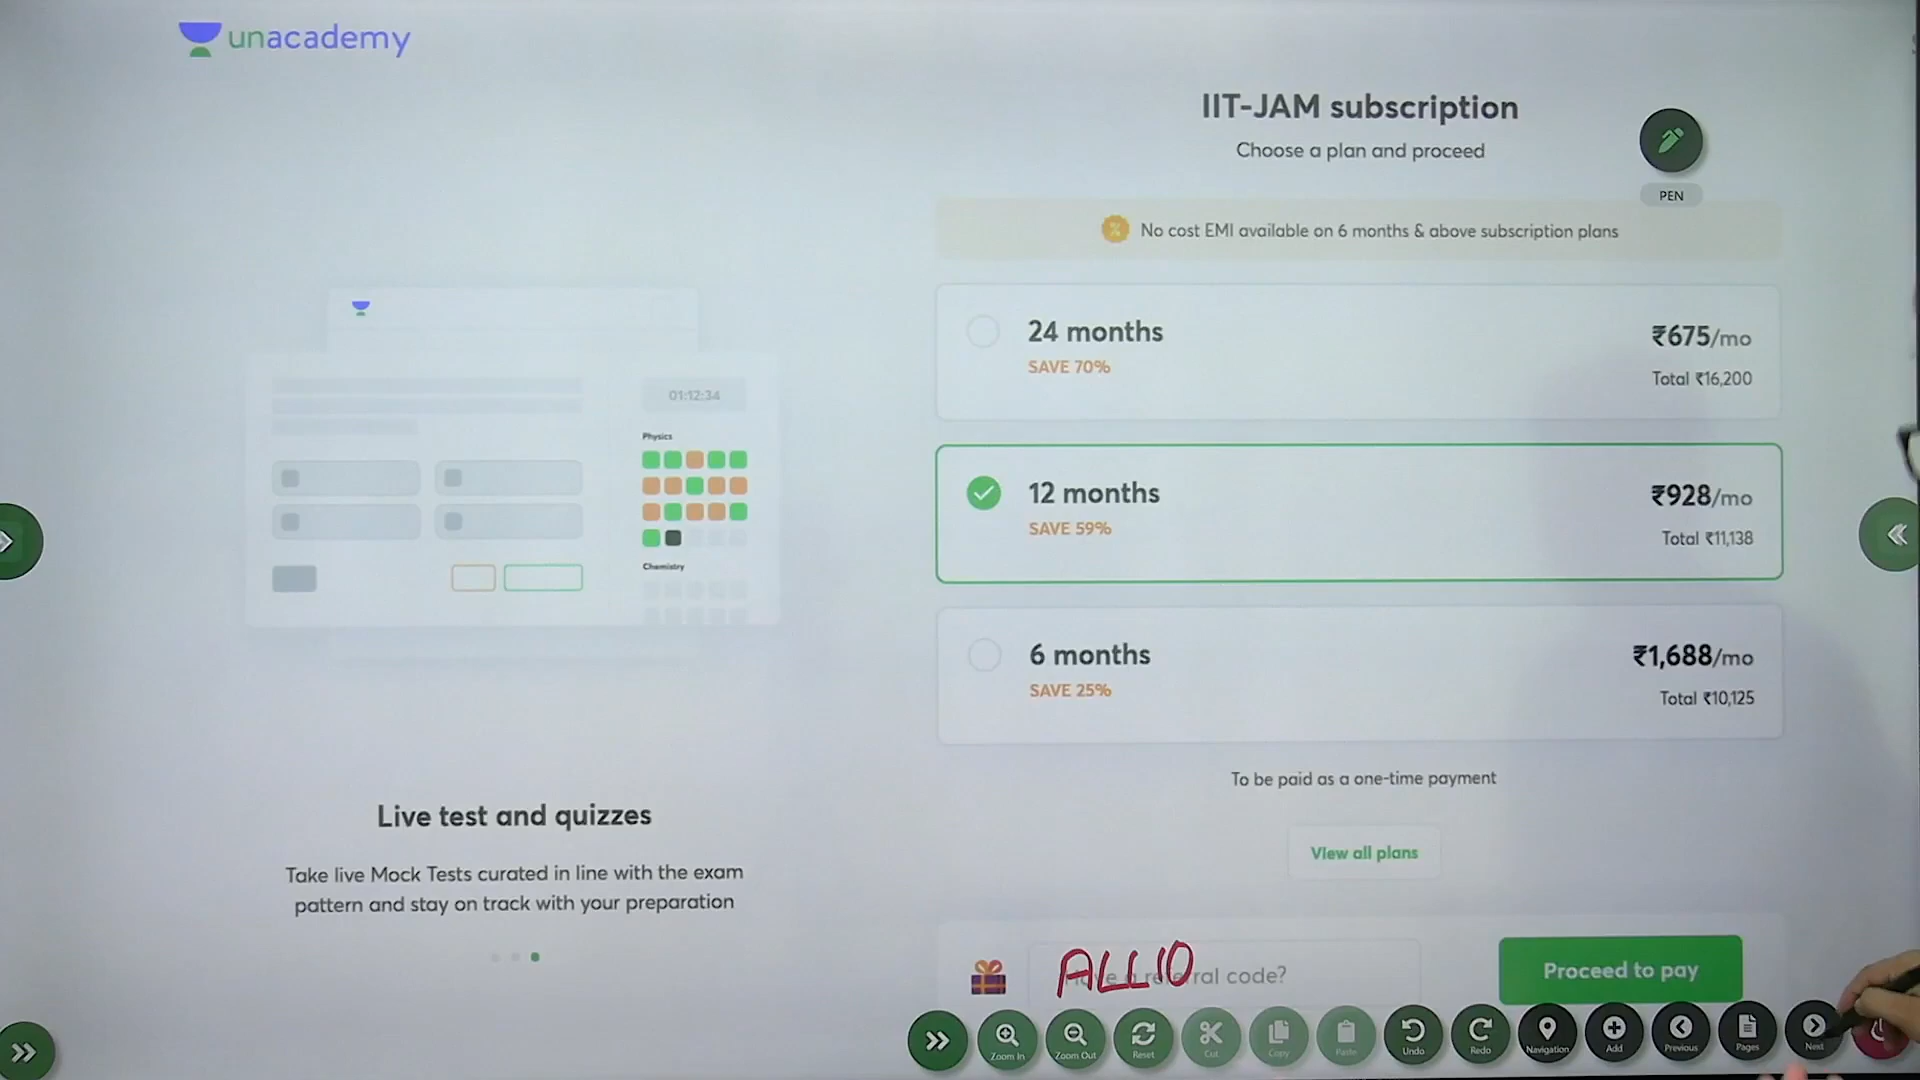 unacademy
IIT-JAM subscription
Choose a plan and proceed
PEN
% No cost EMI available on 6 months & above subscription plans
24 months
SAVE 70%
₹675/mo
Total ₹16,200
12 months
SAVE 59%
₹928/mo
Total ₹11,138
6 months
SAVE 25%
₹1,688/mo
Total ₹10,125
To be paid as a one-time payment
View all plans
01:12:34
Physics
Chemistry
Live test and quizzes
Take live Mock Tests curated in line with the exam
pattern and stay on track with your preparation
ALL10
Have a referral code?
Proceed to pay
Zoom In
Zoom Out
Reset
Cut
Copy
Paste
Undo
Redo
Navigation
Add
Previous
Pages
Next